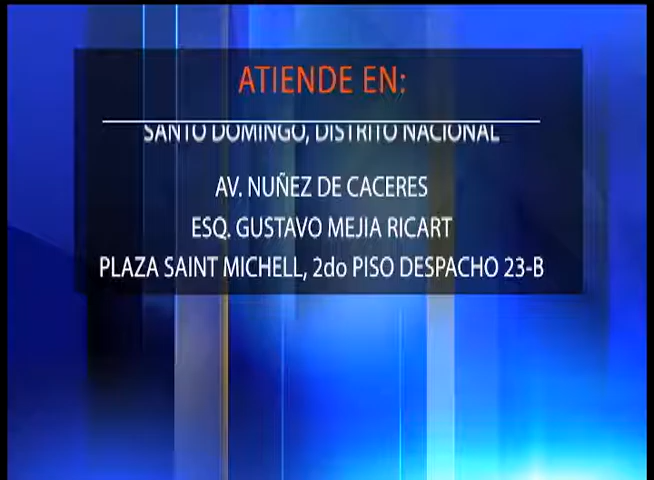 ATIENDE EN:
SANTO DOMINGO, DISTRITO NACIONAL
AV. NUÑEZ DE CACERES
ESQ. GUSTAVO MEJIA RICART
PLAZA SAINT MICHELL, 2do PISO DESPACHO 23-B